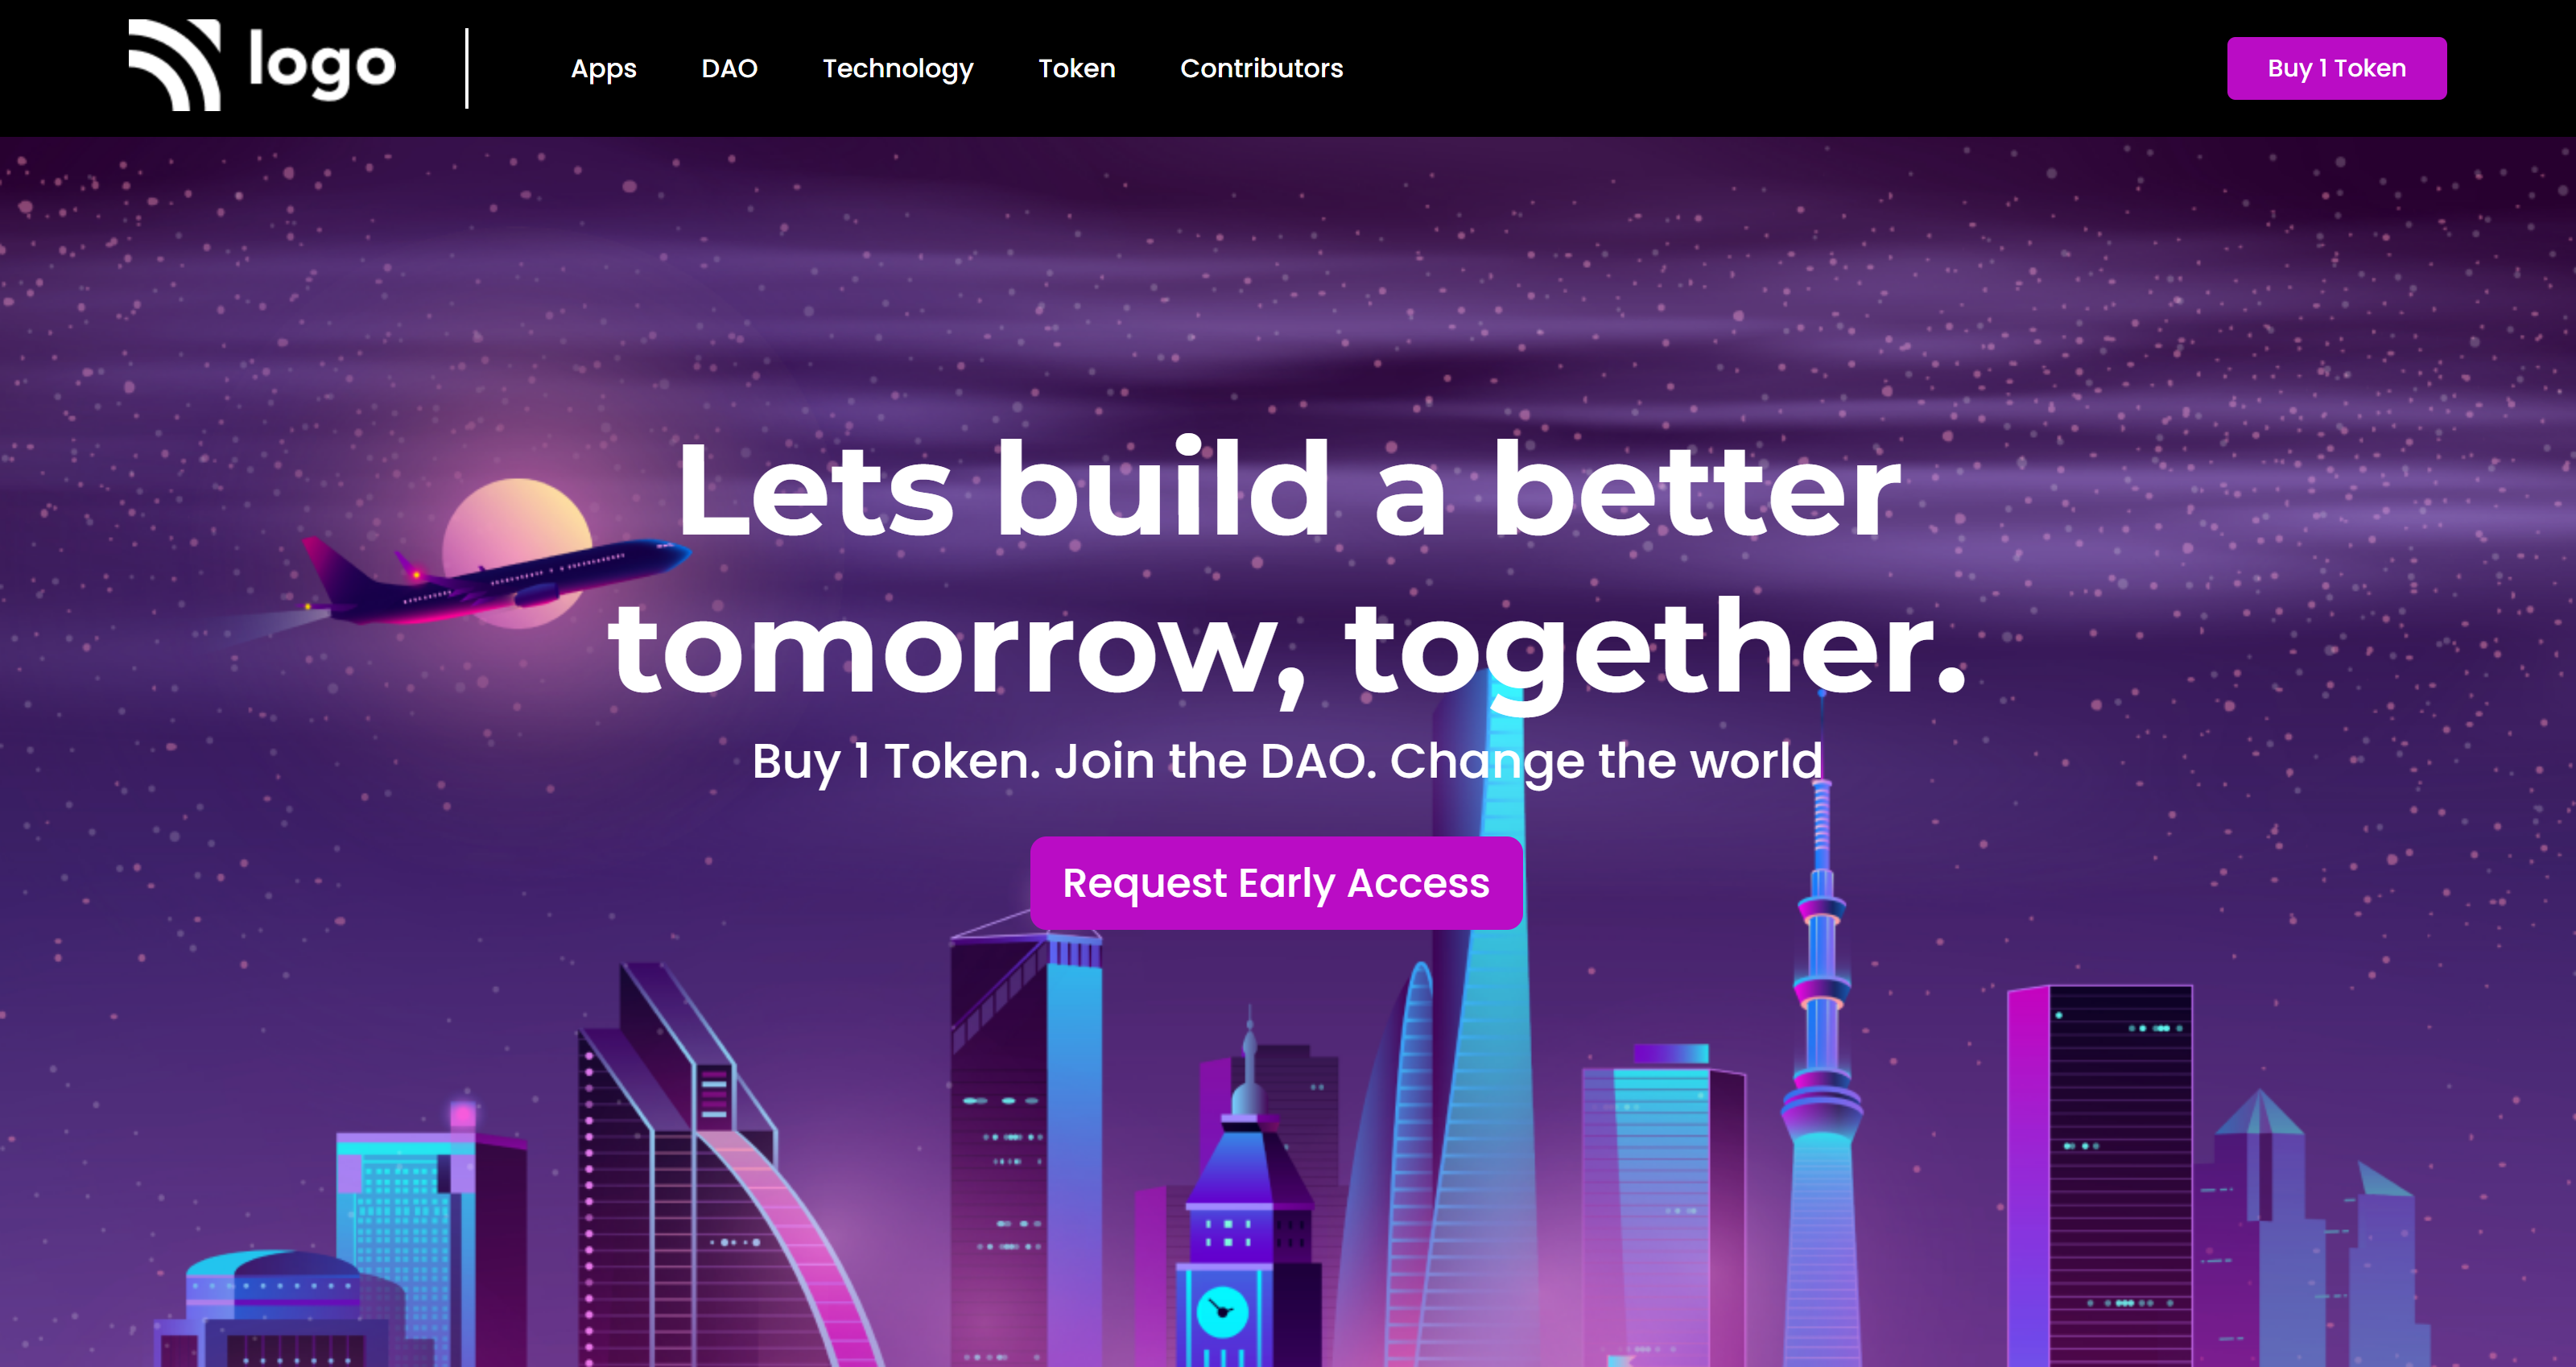 logo
Apps DAO Technology Token Contributors
Buy 1 Token
Lets build a better
tomorrow, together.
Buy 1 Token. Join the DAO. Change the world
Request Early Access